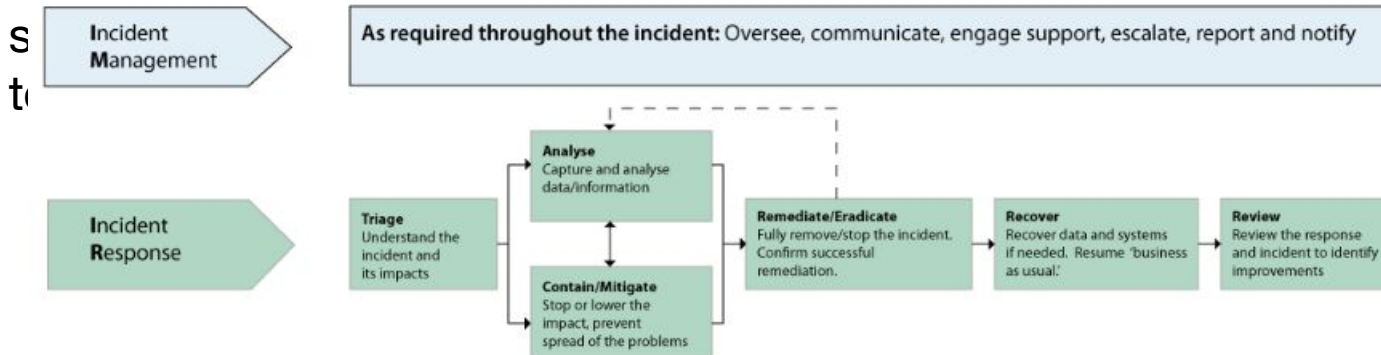 Incident
Management
As required throughout the incident: Oversee, communicate, engage support, escalate, report and notify
Incident
Response
Triage
Understand the
incident and
its impacts
Analyse
Capture and analyse
data/information
Contain/Mitigate
Stop or lower the
impact, prevent
spread of the problems
Remediate/Eradicate
Fully remove/stop the incident.
Confirm successful
remediation.
Recover
Recover data and systems
if needed. Resume ‘business
as usual.’
Review
Review the response
and incident to identify
improvements